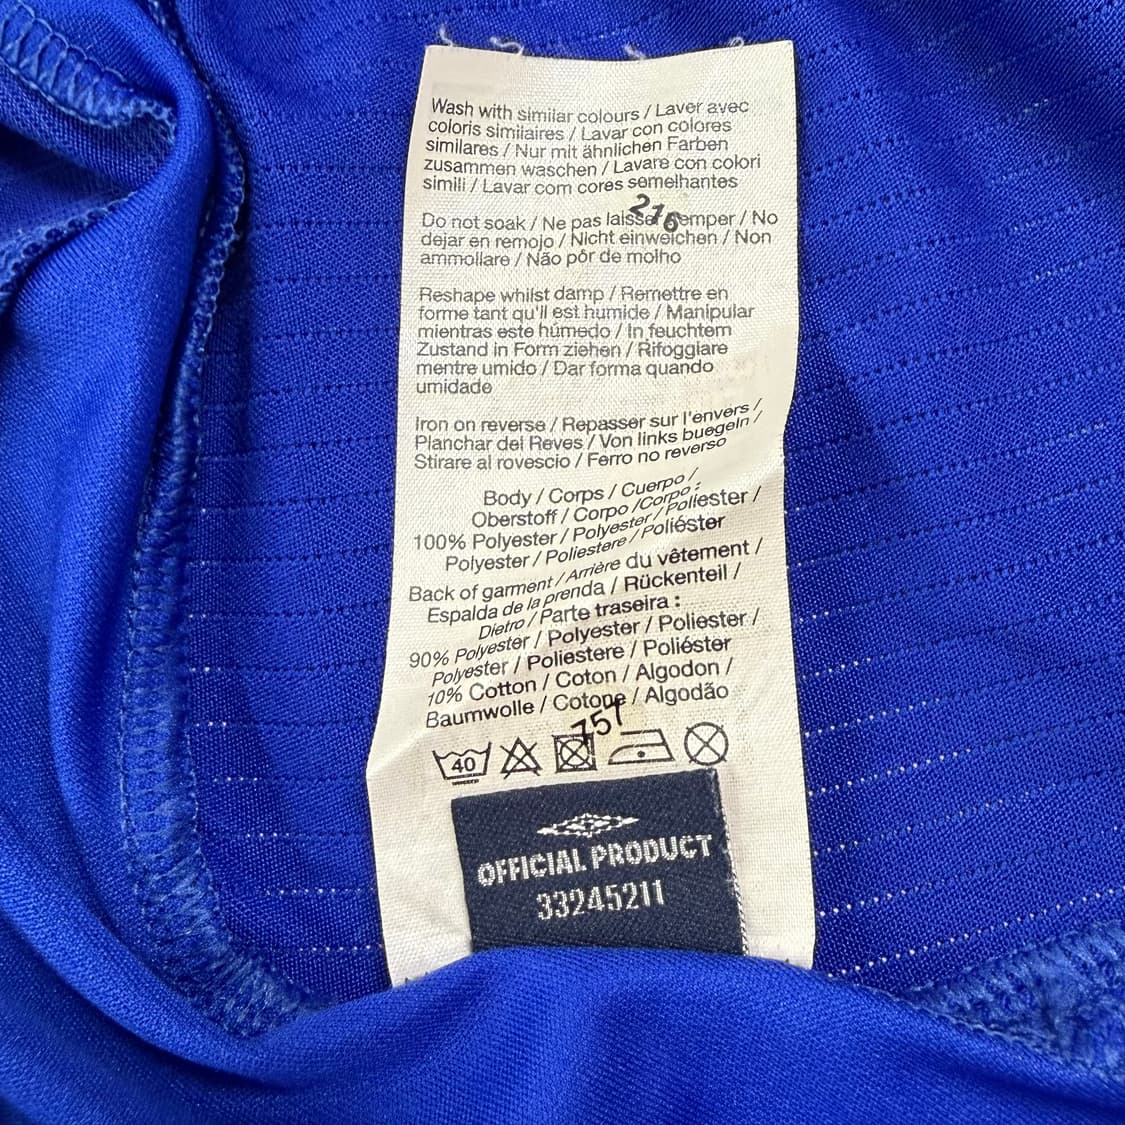 Wash with similar colours / Laver avec
coloris similaires / Lavar con colores
similares / Nur mit ähnlichen Farben
zusammen waschen / Lavare con colori
simili / Lavar com cores semelhantes
216
Do not soak / Ne pas laisser temper / No
dejar en remojo / Nicht einweichen / Non
ammollare / Não pôr de molho
Reshape whilst damp / Remettre en
forme tant qu'il est humide / Manipular
mientras este húmedo / In feuchtem
Zustand in Form ziehen / Rifoggiare
mentre umido / Dar forma quando
umidade
Iron on reverse / Repasser sur l'envers /
Planchar del Reves / Von links buegeln /
Stirare al rovescio / Ferro no reverso
Body / Corps / Cuerpo /
Oberstoff / Corpo /Corpo :
100% Polyester / Polyester / Poliester /
Polyester / Poliestere / Poliéster
Back of garment / Arrière du vêtement /
Espalda de la prenda / Rückenteil /
Dietro / Parte traseira :
90% Polyester / Polyester / Poliester /
Polyester / Poliestere / Poliéster
10% Cotton / Coton / Algodon /
Baumwolle / Cotone / Algodão
757
40
OFFICIAL PRODUCT
33245211